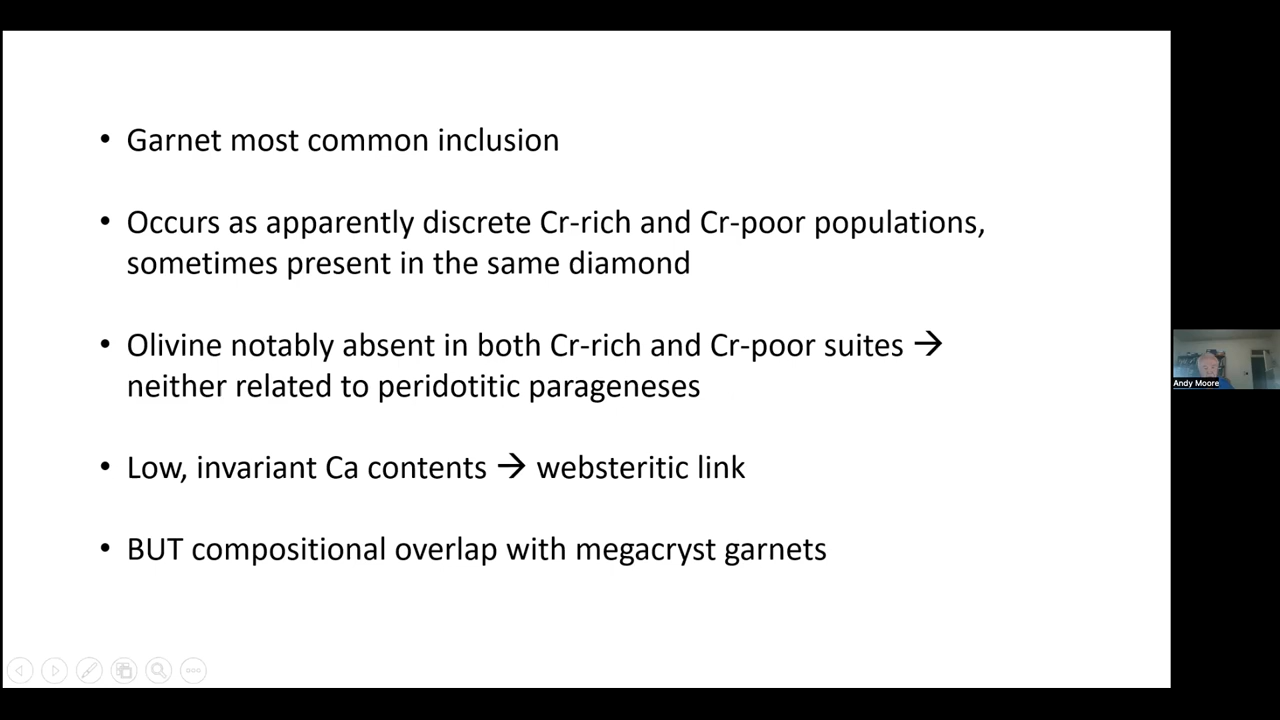 • Garnet most common inclusion
• Occurs as apparently discrete Cr-rich and Cr-poor populations,
sometimes present in the same diamond
• Olivine notably absent in both Cr-rich and Cr-poor suites →
neither related to peridotitic parageneses
• Low, invariant Ca contents → websteritic link
• BUT compositional overlap with megacryst garnets
Andy Moore